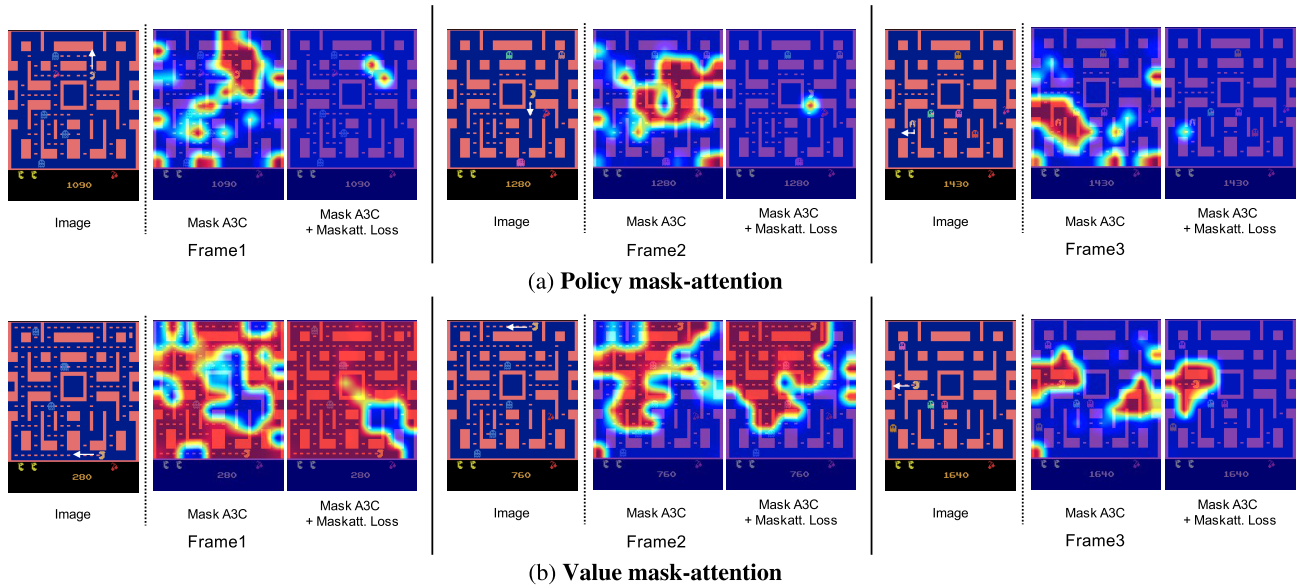 1090 1090 1090 1280 1280 1280 1430 1430 1430
Image Mask A3C Mask A3C + Maskatt. Loss Image Mask A3C Mask A3C + Maskatt. Loss Image Mask A3C Mask A3C + Maskatt. Loss
Frame1 Frame2 Frame3
(a) Policy mask-attention
280 280 280 760 760 760 1640 1640 1640
Image Mask A3C Mask A3C + Maskatt. Loss Image Mask A3C Mask A3C + Maskatt. Loss Image Mask A3C Mask A3C + Maskatt. Loss
Frame1 Frame2 Frame3
(b) Value mask-attention